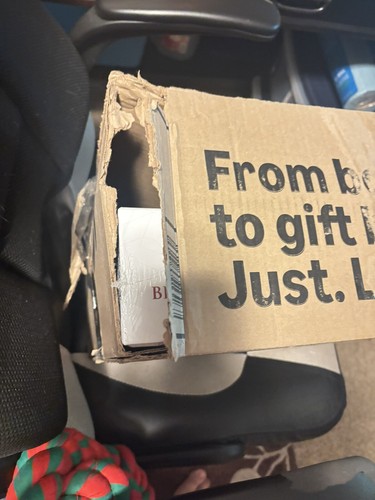 From b
to gift
Just. L
B